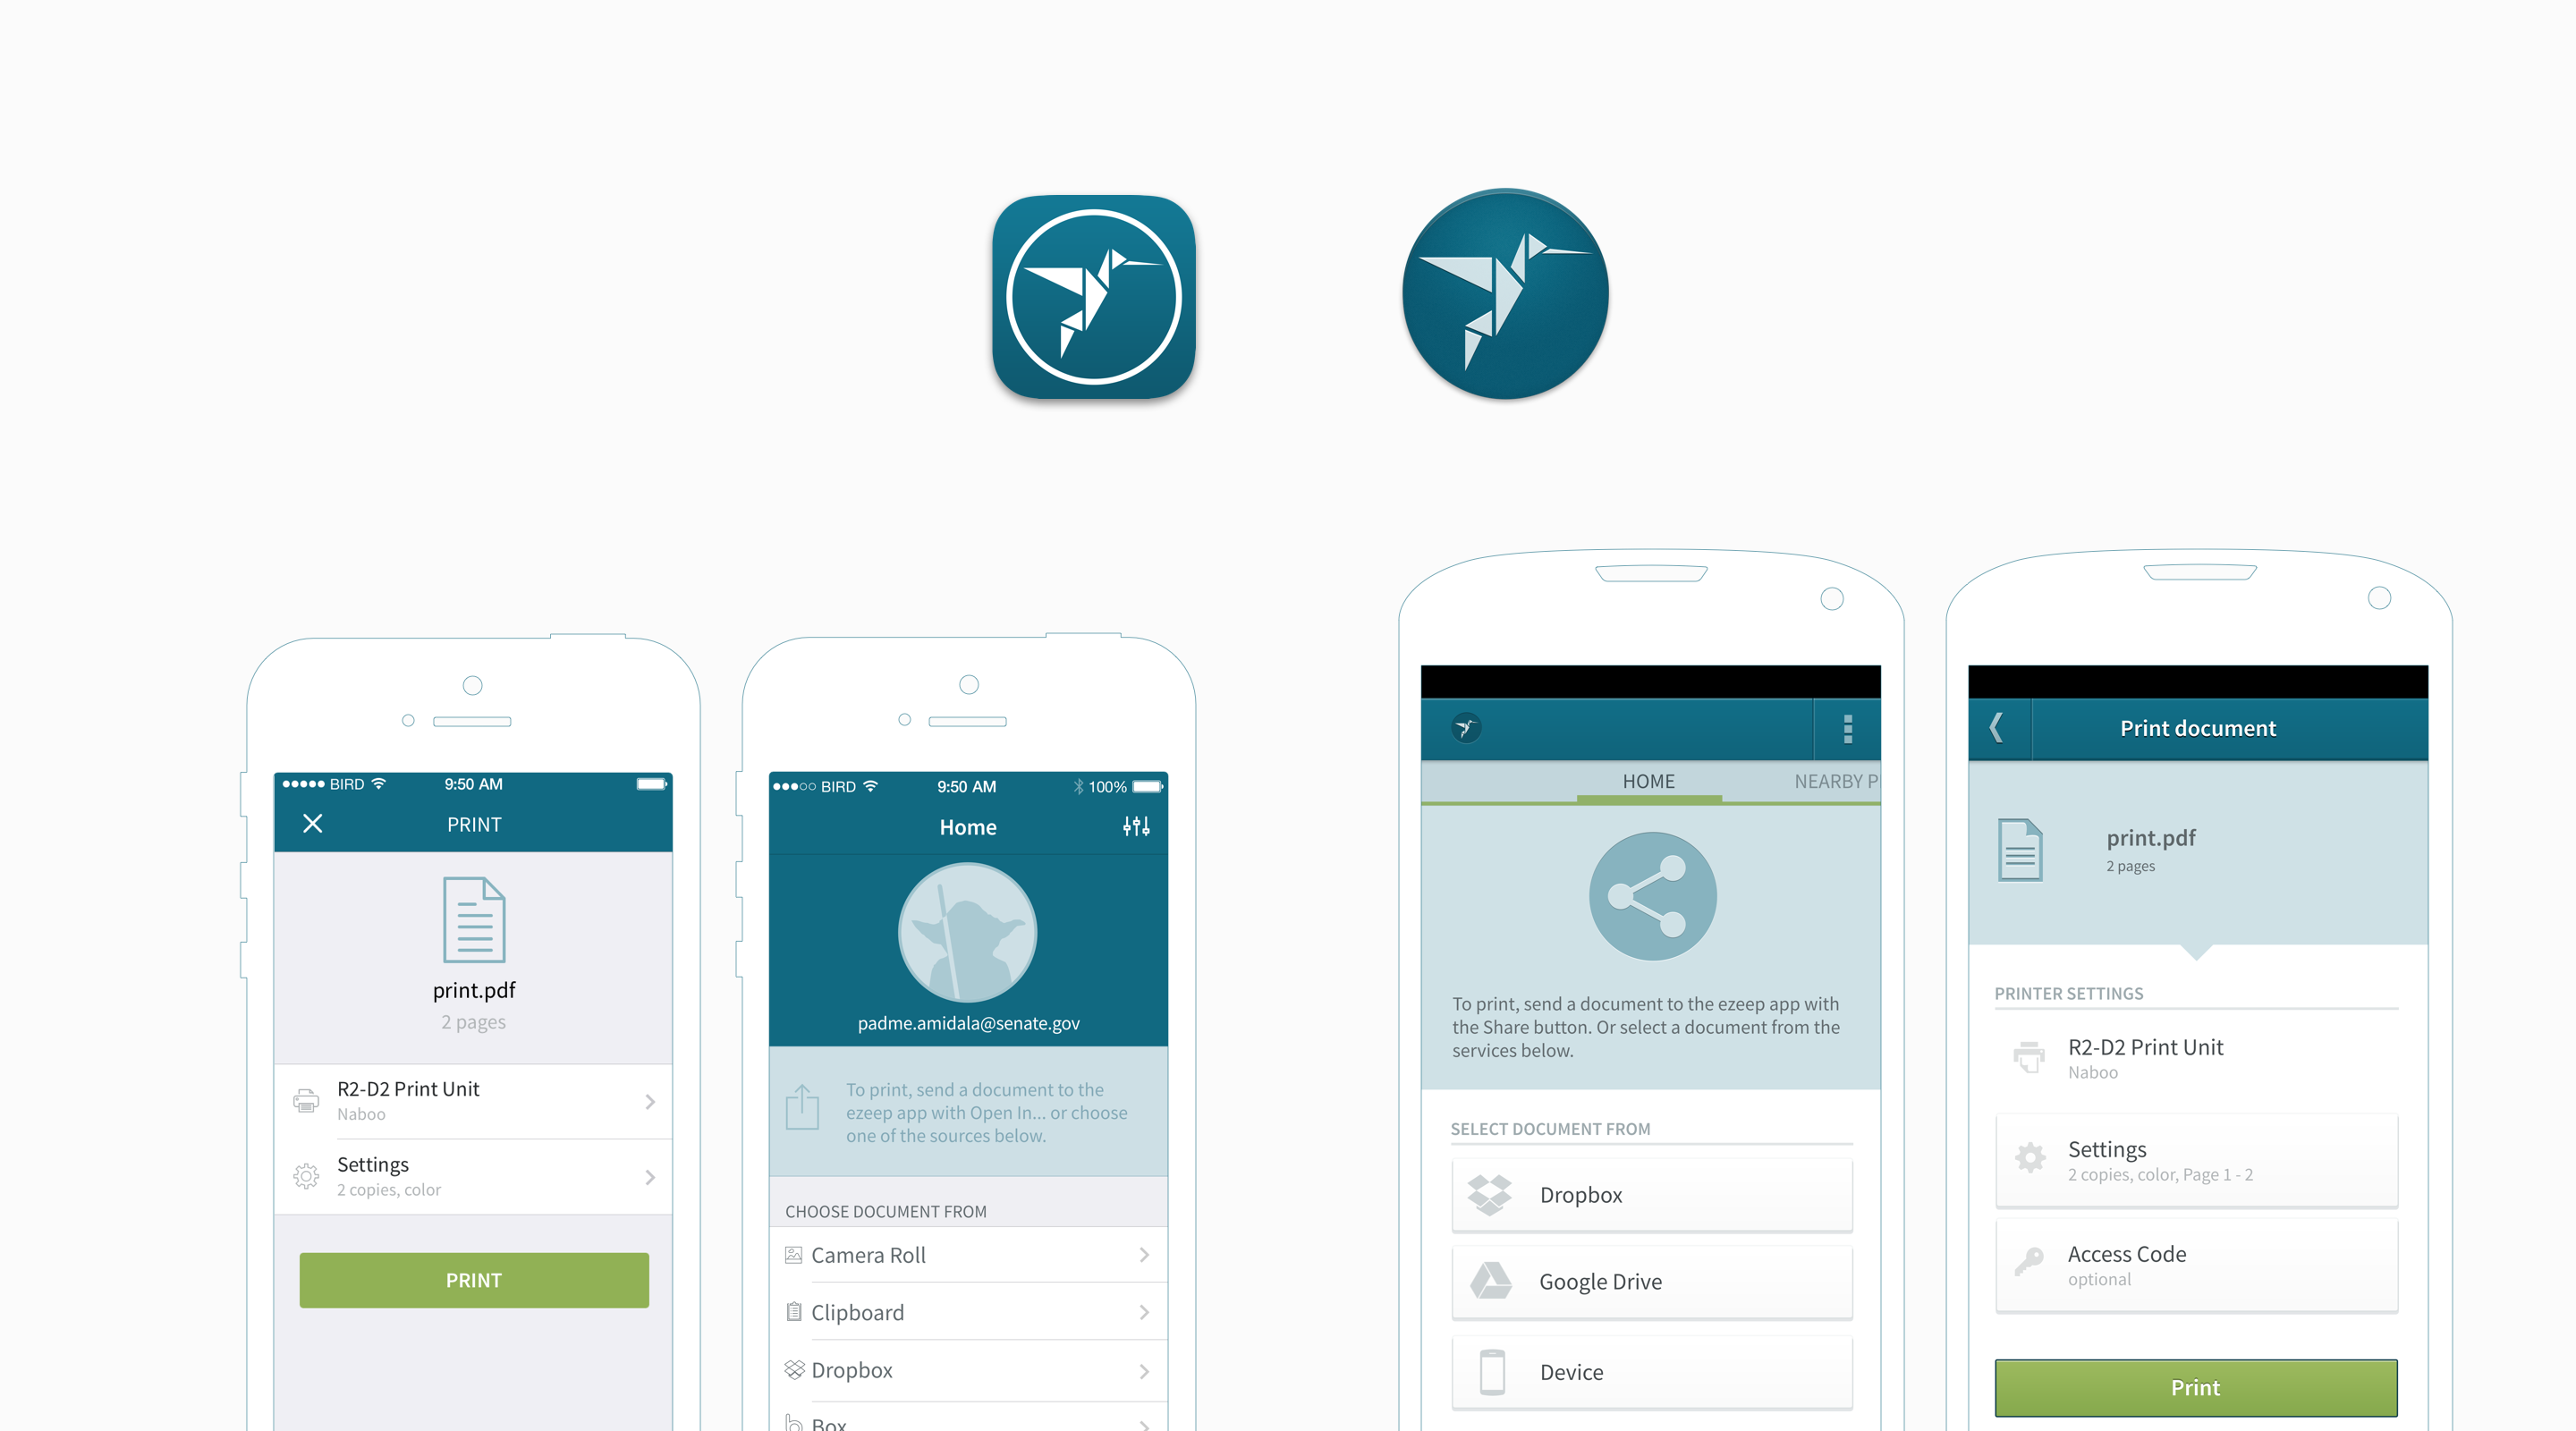 BIRD 9:50 AM
PRINT
print.pdf
2 pages
R2-D2 Print Unit
Naboo
Settings
2 copies, color
PRINT
BIRD 9:50 AM 100%
Home
padme.amidala@senate.gov
To print, send a document to the
ezeep app with Open In... or choose
one of the sources below.
CHOOSE DOCUMENT FROM
Camera Roll
Clipboard
Dropbox
Box
HOME NEARBY P
To print, send a document to the ezeep app with
the Share button. Or select a document from the
services below.
SELECT DOCUMENT FROM
Dropbox
Google Drive
Device
Print document
print.pdf
2 pages
PRINTER SETTINGS
R2-D2 Print Unit
Naboo
Settings
2 copies, color, Page 1 - 2
Access Code
optional
Print